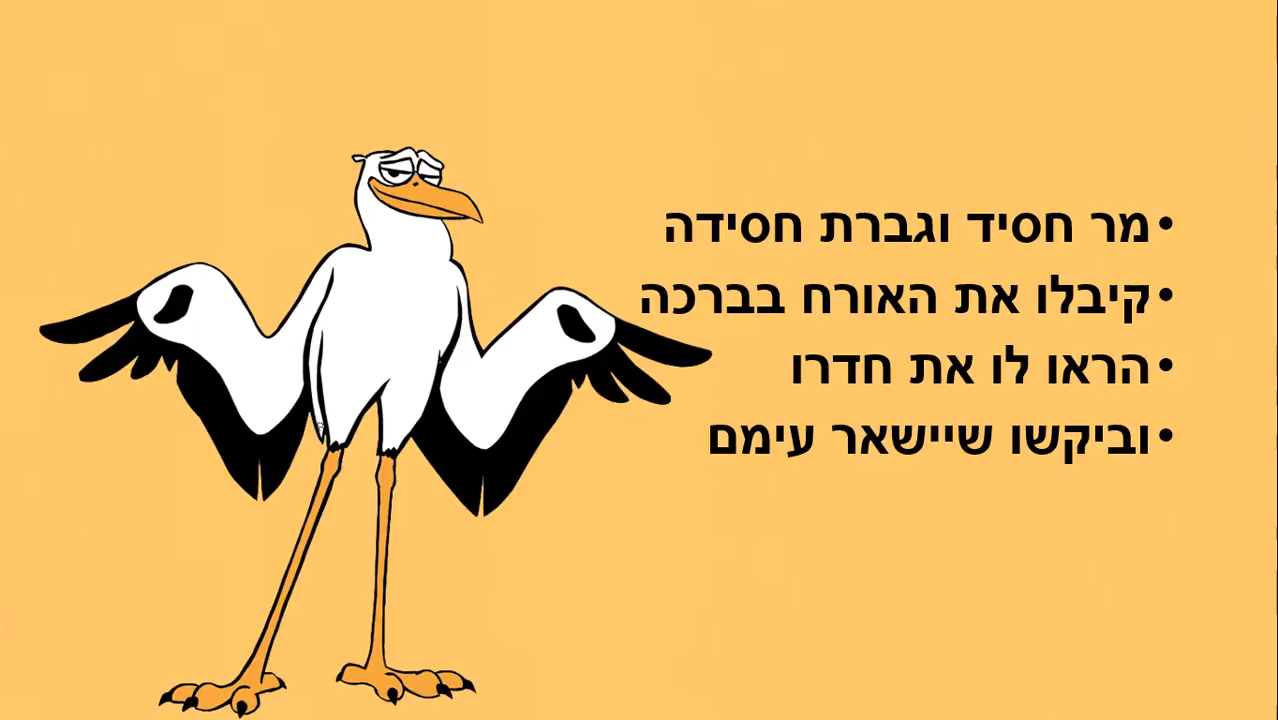 • מר חסיד וגברת חסידה
• קיבלו את האורח בברכה
• הראו לו את חדרו
• וביקשו שיישאר עימם